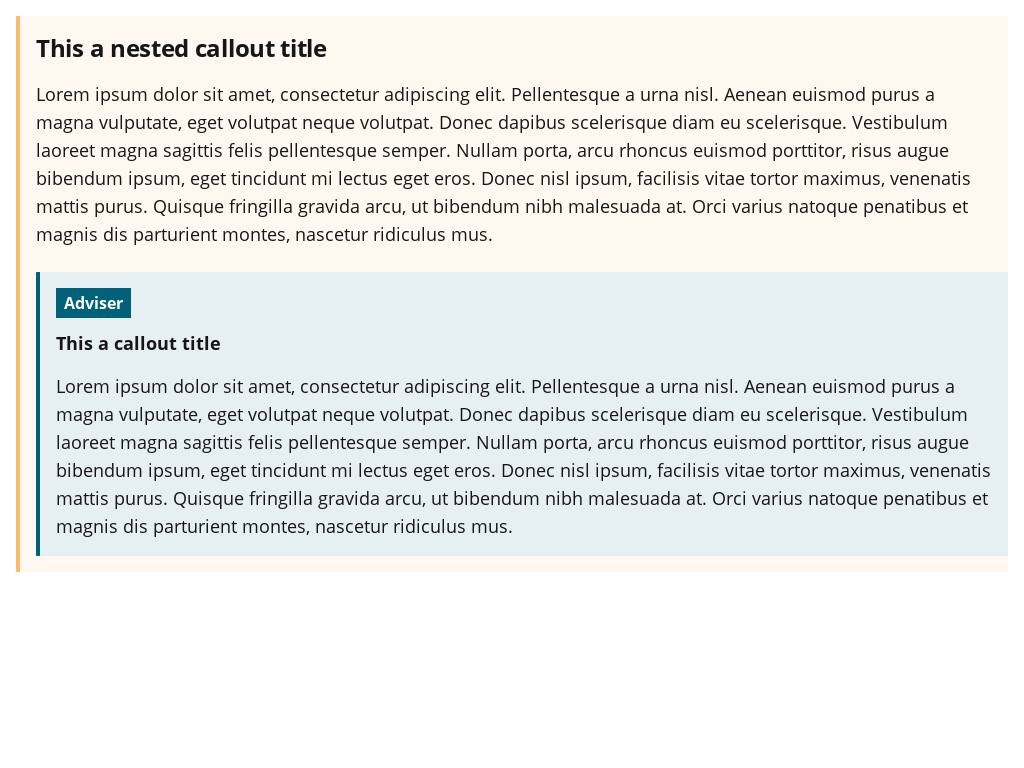 This a nested callout title
Lorem ipsum dolor sit amet, consectetur adipiscing elit. Pellentesque a urna nisl. Aenean euismod purus a
magna vulputate, eget volutpat neque volutpat. Donec dapibus scelerisque diam eu scelerisque. Vestibulum
laoreet magna sagittis felis pellentesque semper. Nullam porta, arcu rhoncus euismod porttitor, risus augue
bibendum ipsum, eget tincidunt mi lectus eget eros. Donec nisl ipsum, facilisis vitae tortor maximus, venenatis
mattis purus. Quisque fringilla gravida arcu, ut bibendum nibh malesuada at. Orci varius natoque penatibus et
magnis dis parturient montes, nascetur ridiculus mus.
Adviser
This a callout title
Lorem ipsum dolor sit amet, consectetur adipiscing elit. Pellentesque a urna nisl. Aenean euismod purus a
magna vulputate, eget volutpat neque volutpat. Donec dapibus scelerisque diam eu scelerisque. Vestibulum
laoreet magna sagittis felis pellentesque semper. Nullam porta, arcu rhoncus euismod porttitor, risus augue
bibendum ipsum, eget tincidunt mi lectus eget eros. Donec nisl ipsum, facilisis vitae tortor maximus, venenatis
mattis purus. Quisque fringilla gravida arcu, ut bibendum nibh malesuada at. Orci varius natoque penatibus et
magnis dis parturient montes, nascetur ridiculus mus.